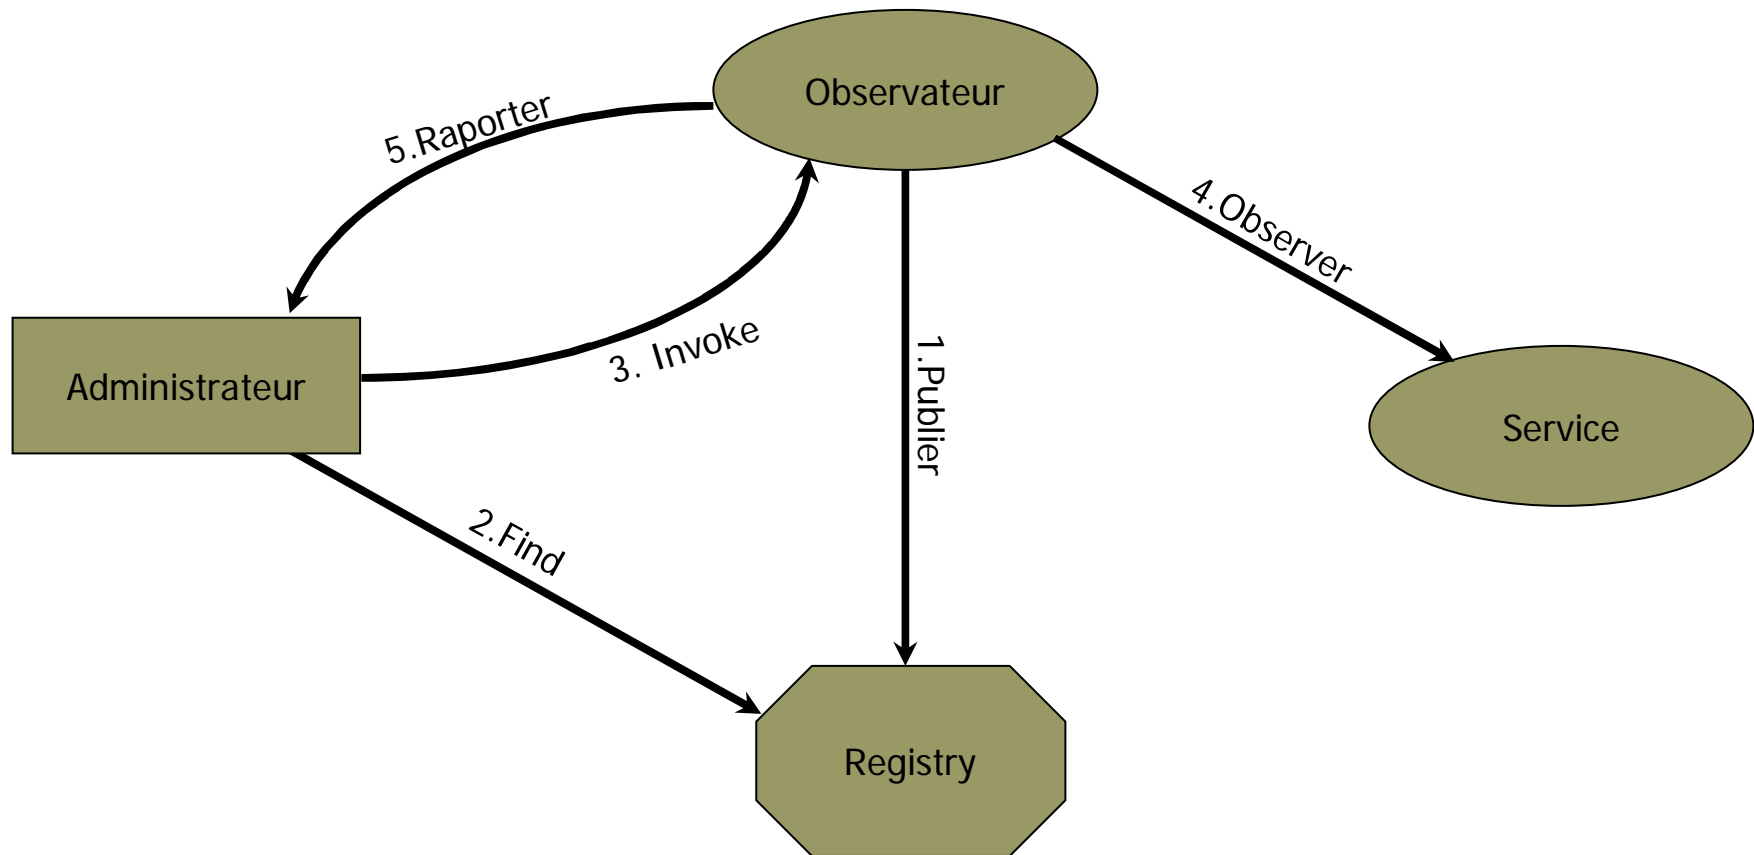 Observateur
5.Raporter
4.Observer
3. Invoke
1.Publier
Administrateur
Service
2.Find
Registry